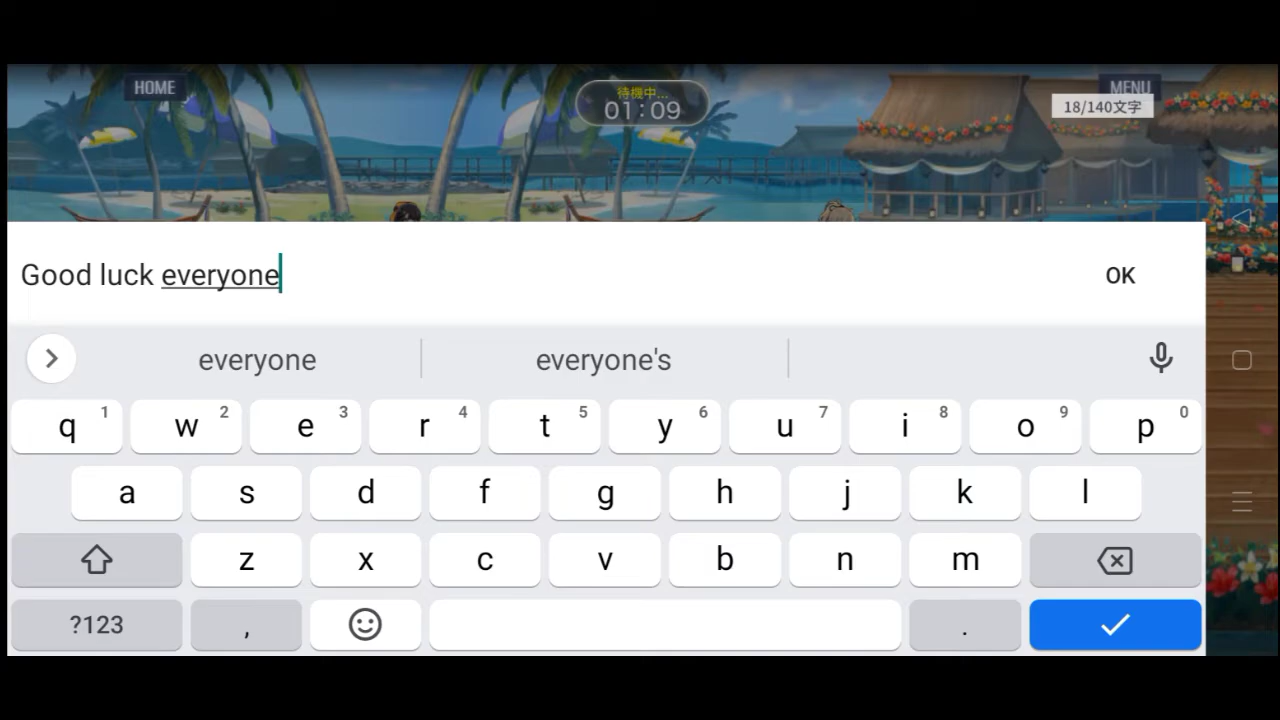 HOME
待機中...
01:09
MENU
18/140文字
Good luck everyone
OK
everyone
everyone's
q 1 w 2 e 3 r 4 t 5 y 6 u 7 i 8 o 9 p 0
a s d f g h j k l
z x c v b n m
?123 , .